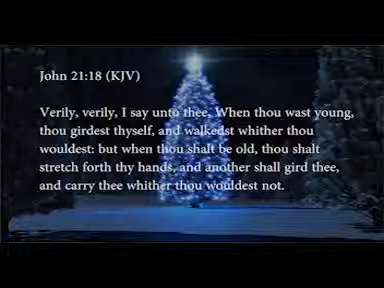 John 21:18 (KJV)
Verily, verily, I say unto thee, When thou wast young,
thou girdest thyself, and walkedst whither thou
wouldest: but when thou shalt be old, thou shalt
stretch forth thy hands, and another shall gird thee,
and carry thee whither thou wouldest not.